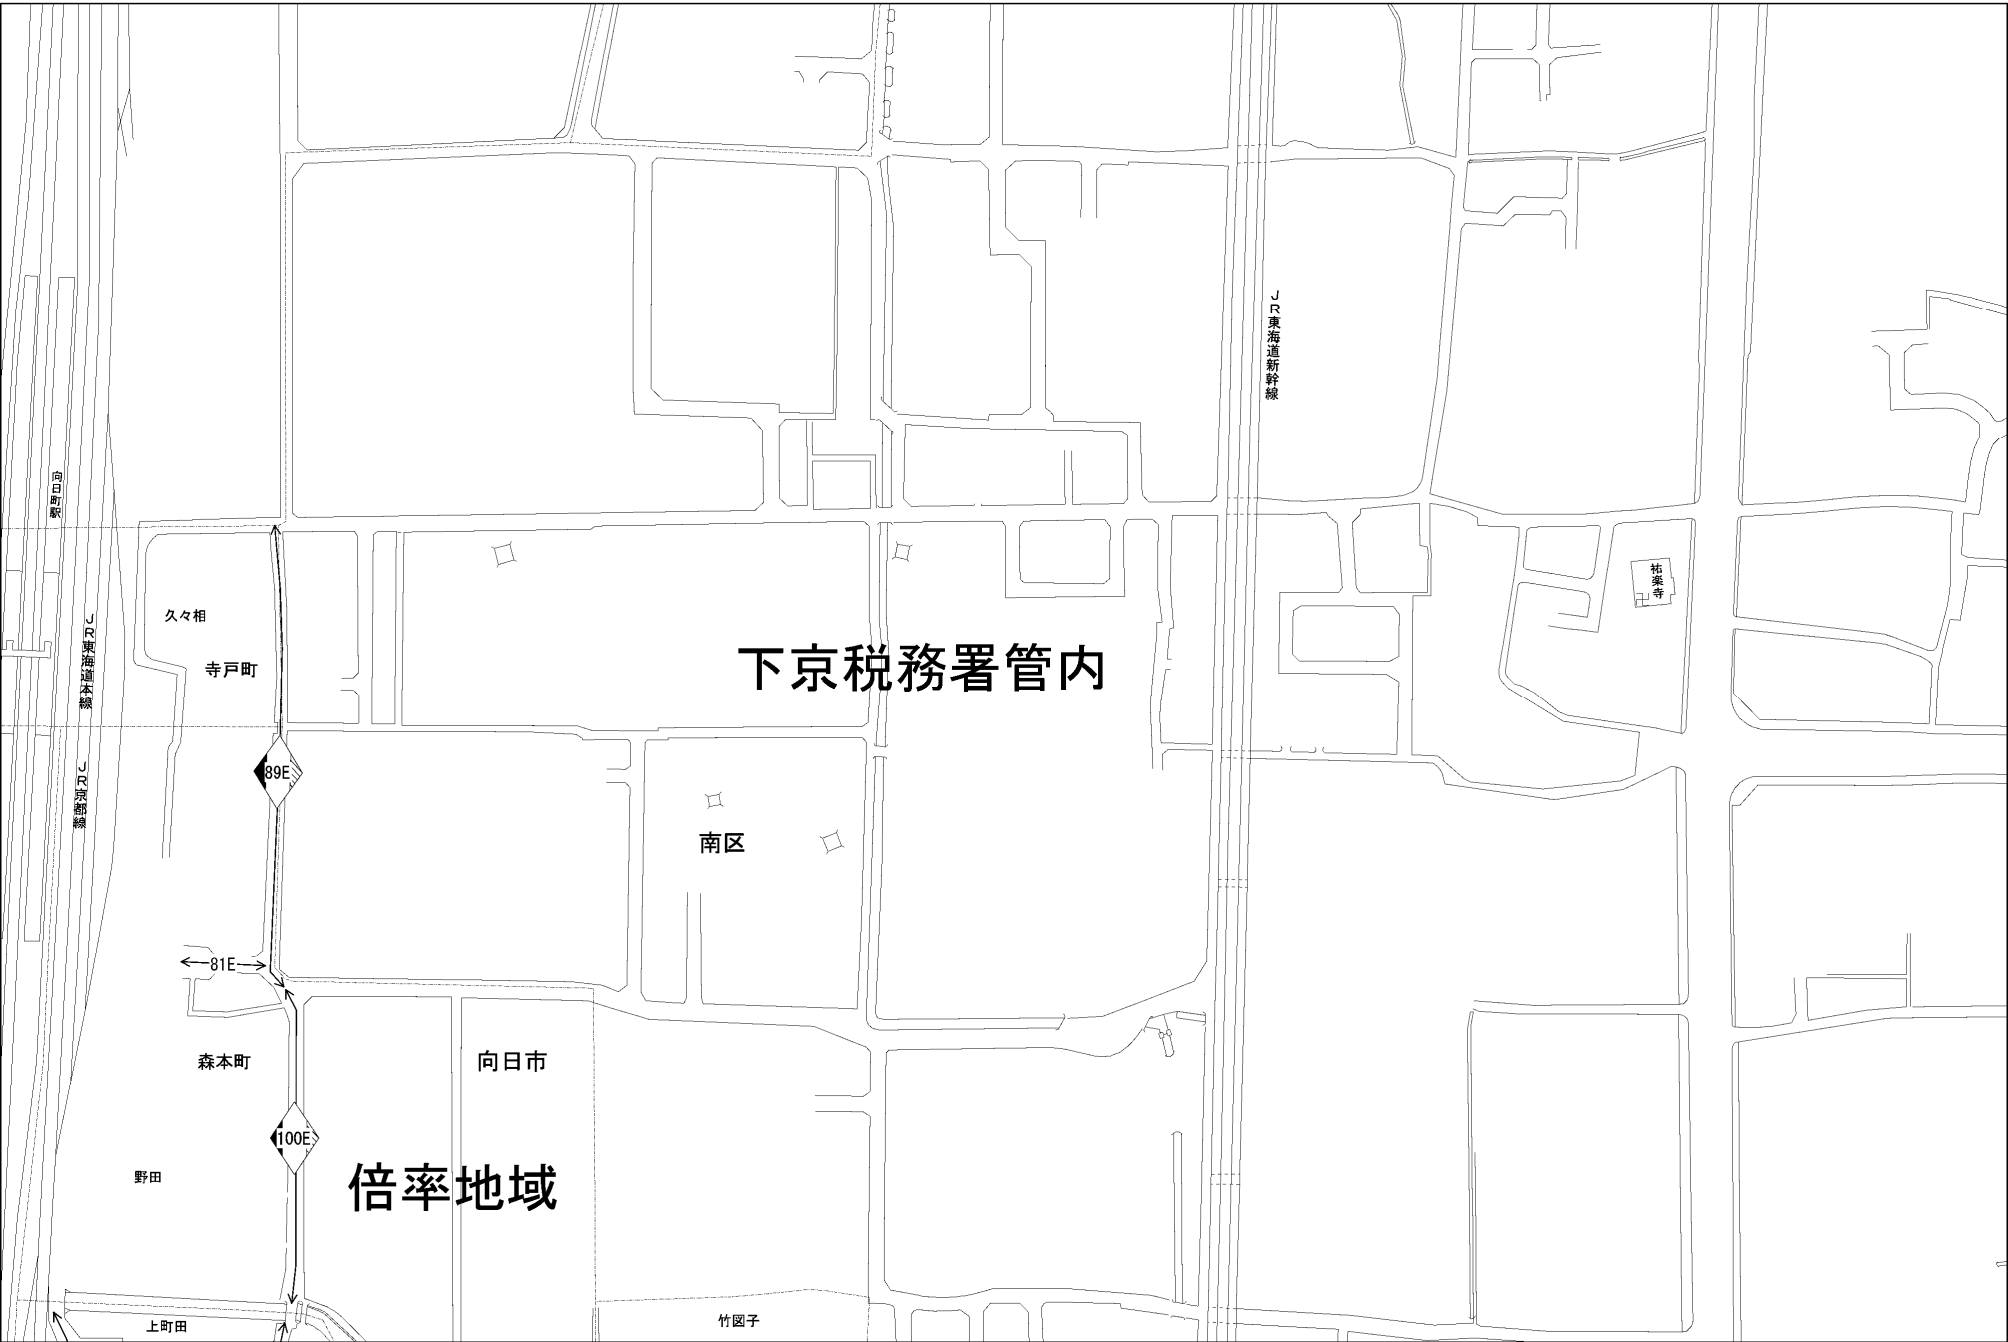 JR東海道新幹線
向日町駅
祐楽寺
久々相
JR東海道本線
下京税務署管内
寺戸町
89E
JR京都線
南区
81E
森本町
向日市
100E
倍率地域
野田
竹図子
上町田